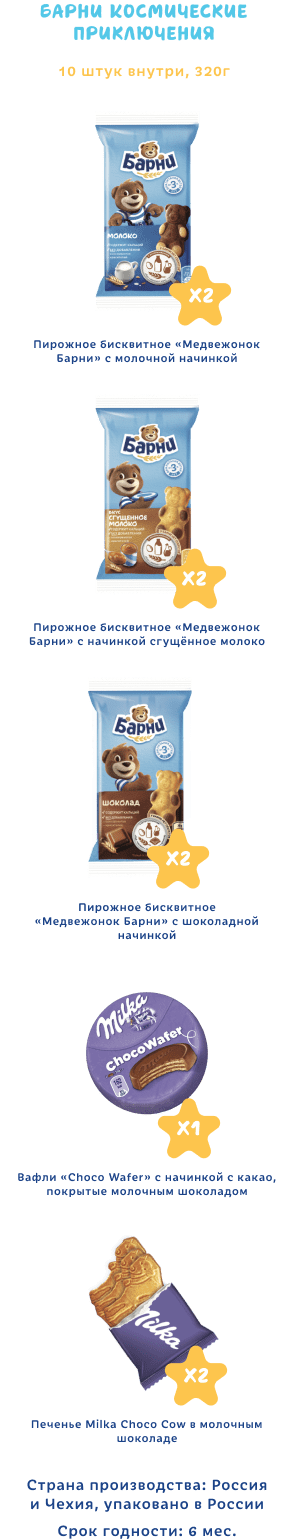 БАРНИ КОСМИЧЕСКИЕ
ПРИКЛЮЧЕНИЯ
10 штук внутри, 320г
Барни
МОЛОКО
X2
Пирожное бисквитное «Медвежонок
Барни» с молочной начинкой
Барни
ВКУС
СГУЩЕННОЕ
МОЛОКО
X2
Пирожное бисквитное «Медвежонок
Барни» с начинкой сгущённое молоко
Барни
ШОКОЛАД
X2
Пирожное бисквитное
«Медвежонок Барни» с шоколадной
начинкой
Milka
ChocoWafer
X1
Вафли «Choco Wafer» с начинкой с какао,
покрытые молочным шоколадом
Milka
X2
Печенье Milka Choco Cow в молочным
шоколаде
Страна производства: Россия
и Чехия, упаковано в России
Срок годности: 6 мес.